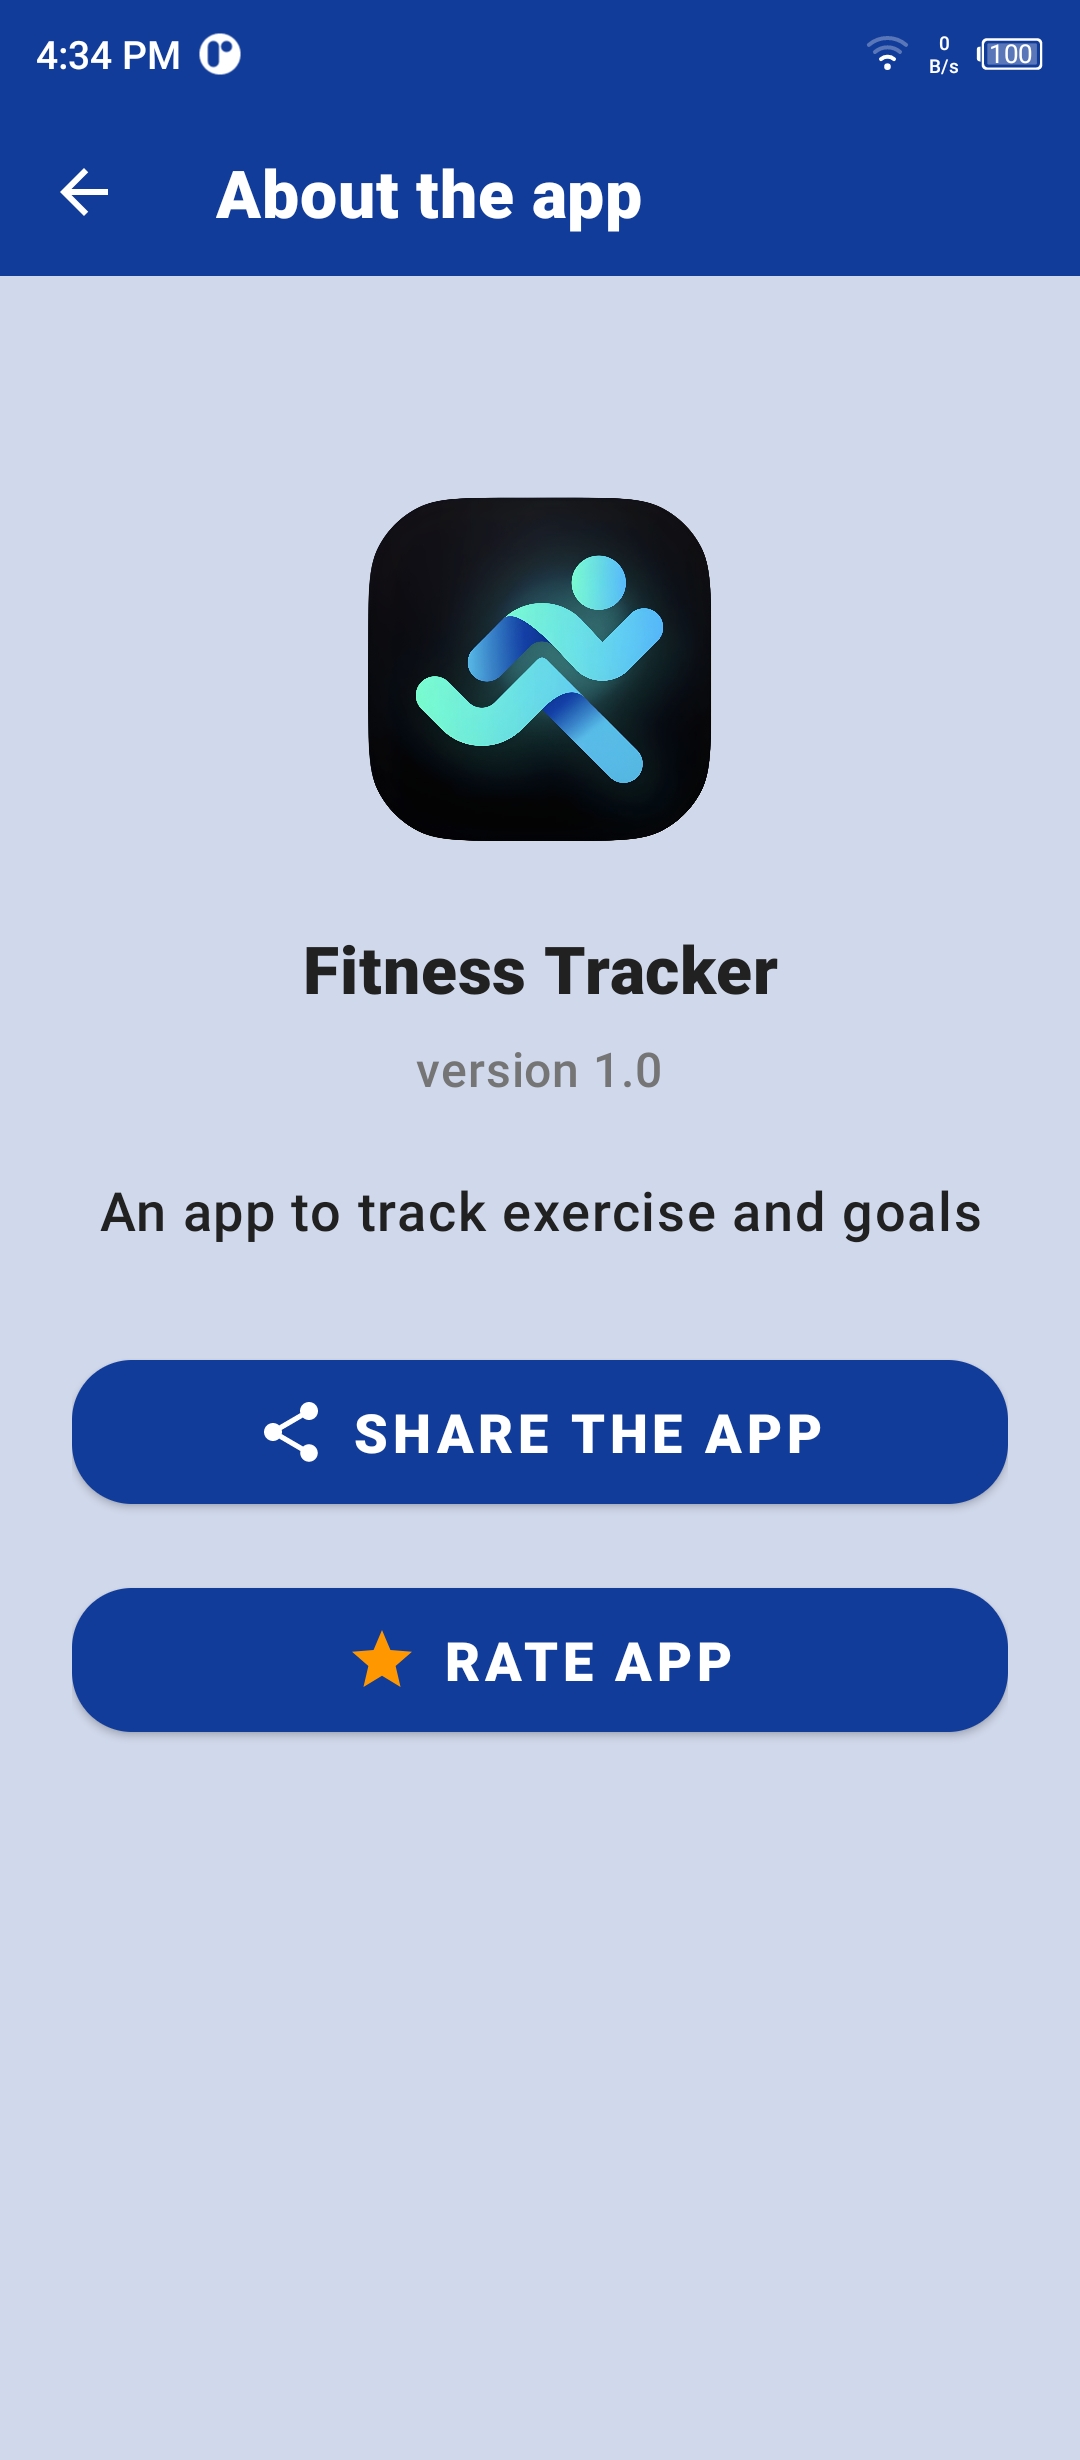 4:34 PM
0
B/s
100
About the app
Fitness Tracker
version 1.0
An app to track exercise and goals
SHARE THE APP
RATE APP